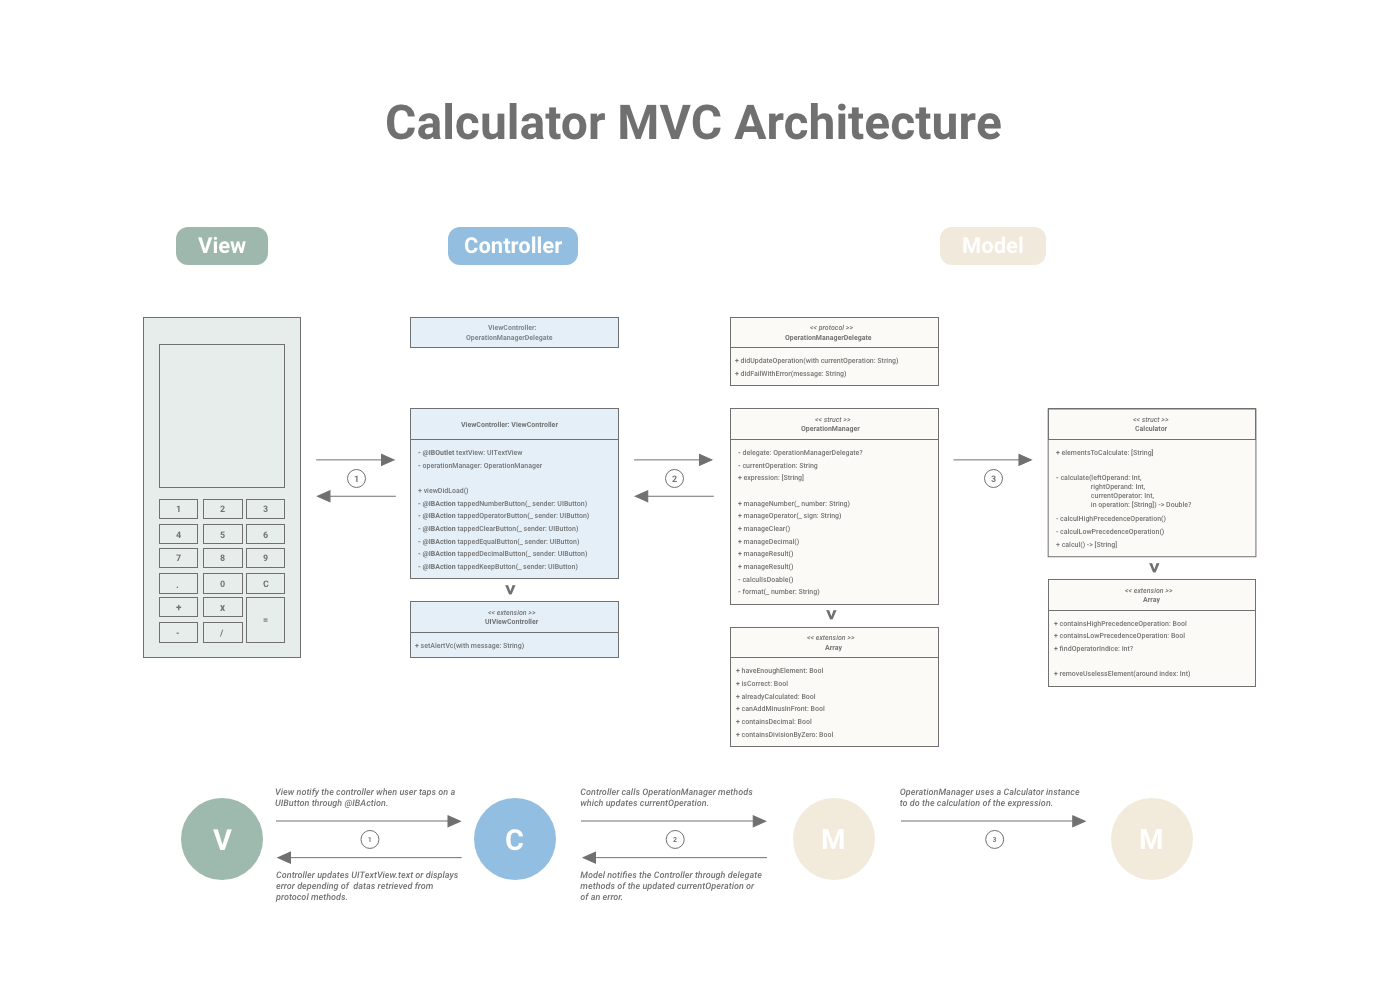 Calculator MVC Architecture
View
Controller
Model
1
2
3
4
5
6
7
8
9
.
0
C
+
x
=
-
/
1
ViewController:
OperationManagerDelegate
ViewController: ViewController
- @IBOutlet textView: UITextView
- operationManager: OperationManager
+ viewDidLoad()
- @IBAction tappedNumberButton(_ sender: UIButton)
- @IBAction tappedOperatorButton(_ sender: UIButton)
- @IBAction tappedClearButton(_ sender: UIButton)
- @IBAction tappedEqualButton(_ sender: UIButton)
- @IBAction tappedDecimalButton(_ sender: UIButton)
- @IBAction tappedKeepButton(_ sender: UIButton)
v
<< extension >>
UIViewController
+ setAlertVc(with message: String)
2
<< protocol >>
OperationManagerDelegate
+ didUpdateOperation(with currentOperation: String)
+ didFailWithError(message: String)
<< struct >>
OperationManager
- delegate: OperationManagerDelegate?
- currentOperation: String
+ expression: [String]
+ manageNumber(_ number: String)
+ manageOperator(_ sign: String)
+ manageClear()
+ manageDecimal()
+ manageResult()
+ manageResult()
- calculIsDoable()
- format(_ number: String)
v
<< extension >>
Array
+ haveEnoughElement: Bool
+ isCorrect: Bool
+ alreadyCalculated: Bool
+ canAddMinusInFront: Bool
+ containsDecimal: Bool
+ containsDivisionByZero: Bool
3
<< struct >>
Calculator
+ elementsToCalculate: [String]
- calculate(leftOperand: Int,
rightOperand: Int,
currentOperator: Int,
in operation: [String]) -> Double?
- calculHighPrecedenceOperation()
- calculLowPrecedenceOperation()
+ calcul() -> [String]
v
<< extension >>
Array
+ containsHighPrecedenceOperation: Bool
+ containsLowPrecedenceOperation: Bool
+ findOperatorIndice: Int?
+ removeUselessElement(around index: Int)
V
View notify the controller when user taps on a
UIButton through @IBAction.
1
Controller updates UITextView.text or displays
error depending of datas retrieved from
protocol methods.
C
Controller calls OperationManager methods
which updates currentOperation.
2
Model notifies the Controller through delegate
methods of the updated currentOperation or
of an error.
M
OperationManager uses a Calculator instance
to do the calculation of the expression.
3
M